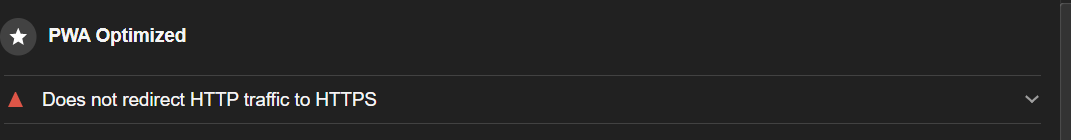 PWA Optimized
Does not redirect HTTP traffic to HTTPS